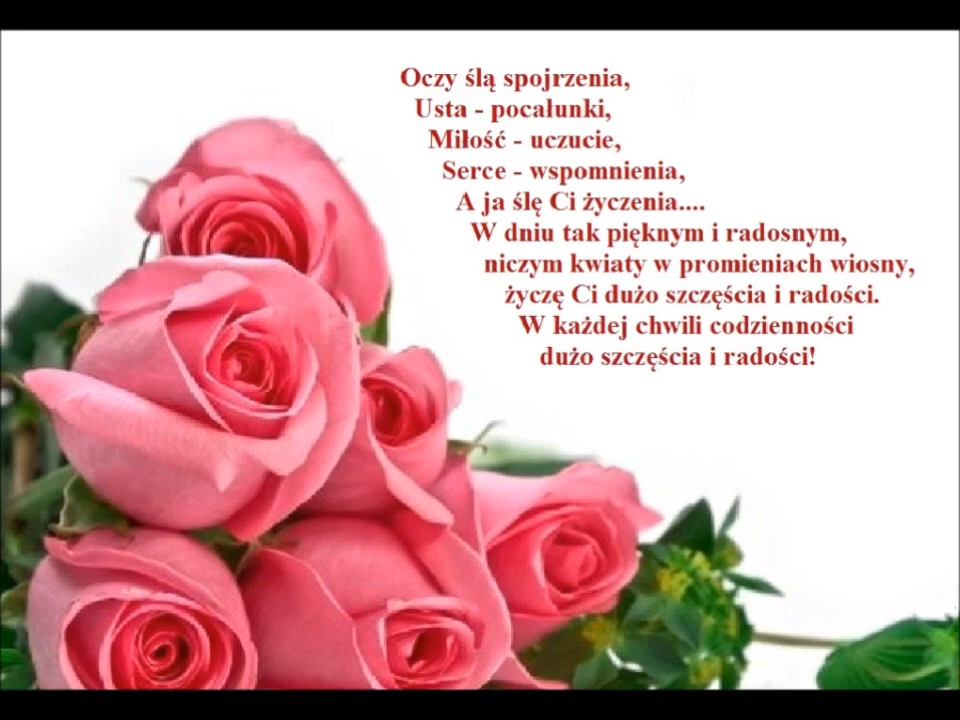 Oczy ślą spojrzenia,
Usta - pocałunki,
Miłość - uczucie,
Serce - wspomnienia,
A ja ślę Ci życzenia....
W dniu tak pięknym i radosnym,
niczym kwiaty w promieniach wiosny,
życzę Ci dużo szczęścia i radości.
W każdej chwili codzienności
dużo szczęścia i radości!